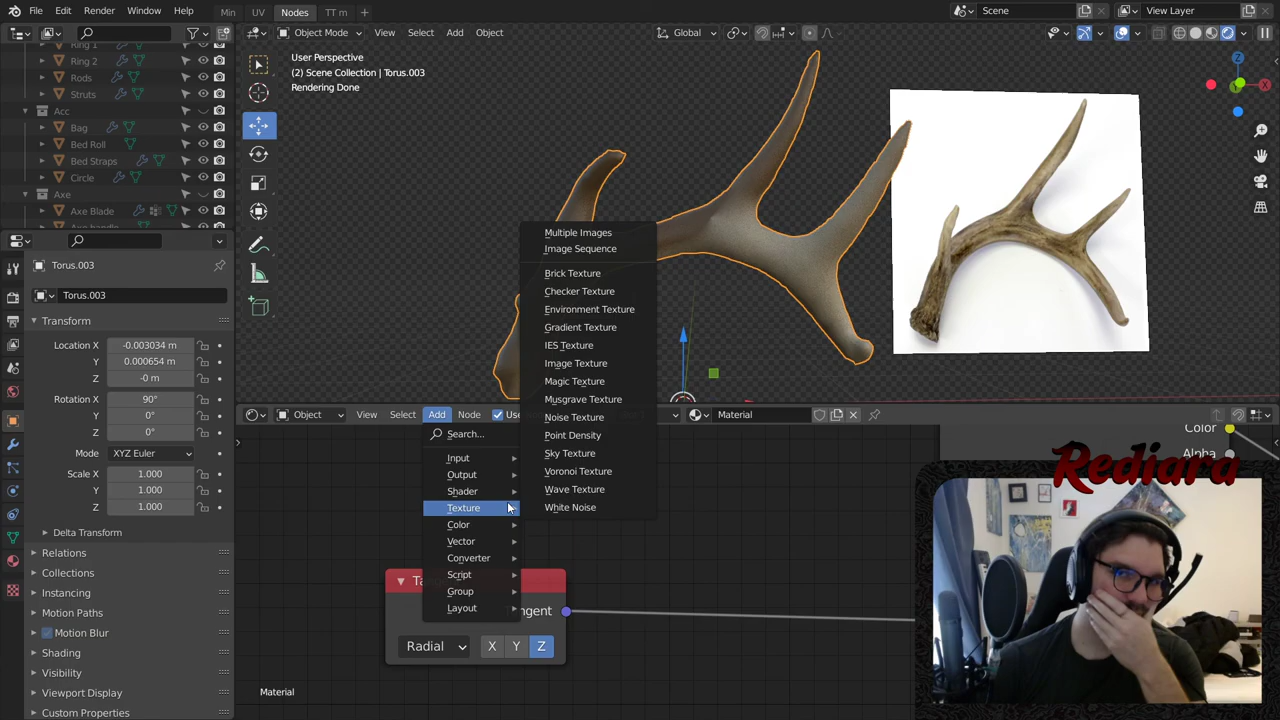 File Edit Render Window Help Min UV Nodes TT m + Scene View Layer
Object Mode View Select Add Object Global
Ring 1
Ring 2
Rods
Struts
Acc
Bag
Bed Roll
Bed Straps
Circle
Axe
Axe Blade
Axe handle
User Perspective
(2) Scene Collection | Torus.003
Rendering Done
Torus.003
Torus.003
Transform
Location X -0.003034 m
Y 0.000654 m
Z -0 m
Rotation X 90°
Y 0°
Z 0°
Mode XYZ Euler
Scale X 1.000
Y 1.000
Z 1.000
Delta Transform
Relations
Collections
Instancing
Motion Paths
Motion Blur
Shading
Visibility
Viewport Display
Custom Properties
Multiple Images
Image Sequence
Brick Texture
Checker Texture
Environment Texture
Gradient Texture
IES Texture
Image Texture
Magic Texture
Musgrave Texture
Noise Texture
Point Density
Sky Texture
Voronoi Texture
Wave Texture
White Noise
Object View Select Add Node Material
Search...
Input
Output
Shader
Texture
Color
Vector
Converter
Script
Group
Layout
Radial X Y Z
Material
Color
Alpha
Rediara
Z
X